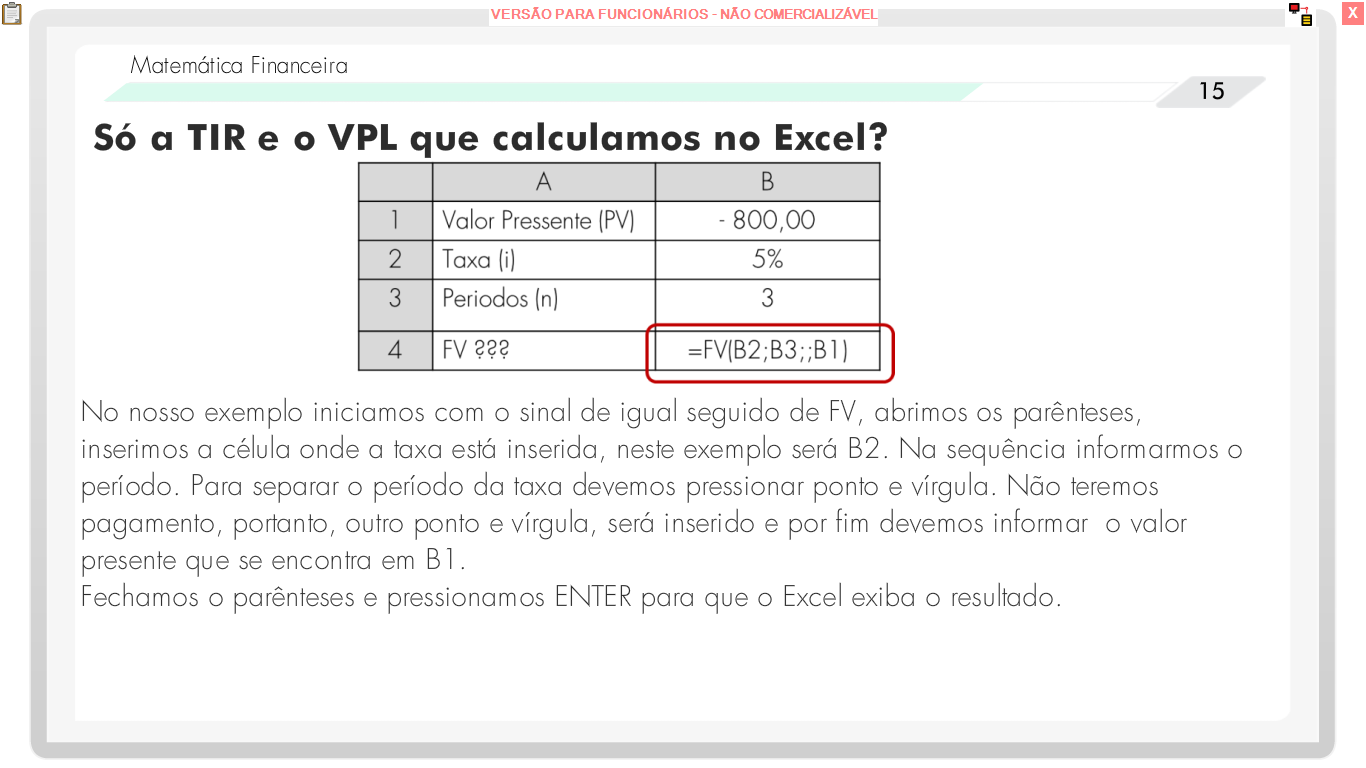 VERSÃO PARA FUNCIONÁRIOS - NÃO COMERCIALIZÁVEL
X
Matemática Financeira
15
Só a TIR e o VPL que calculamos no Excel?
A B
1 Valor Pressente (PV) - 800,00
2 Taxa (i) 5%
3 Periodos (n) 3
4 FV ??? =FV(B2;B3;;B1)
No nosso exemplo iniciamos com o sinal de igual seguido de FV, abrimos os parênteses,
inserimos a célula onde a taxa está inserida, neste exemplo será B2. Na sequência informarmos o
período. Para separar o período da taxa devemos pressionar ponto e vírgula. Não teremos
pagamento, portanto, outro ponto e vírgula, será inserido e por fim devemos informar  o valor
presente que se encontra em B1.
Fechamos o parênteses e pressionamos ENTER para que o Excel exiba o resultado.